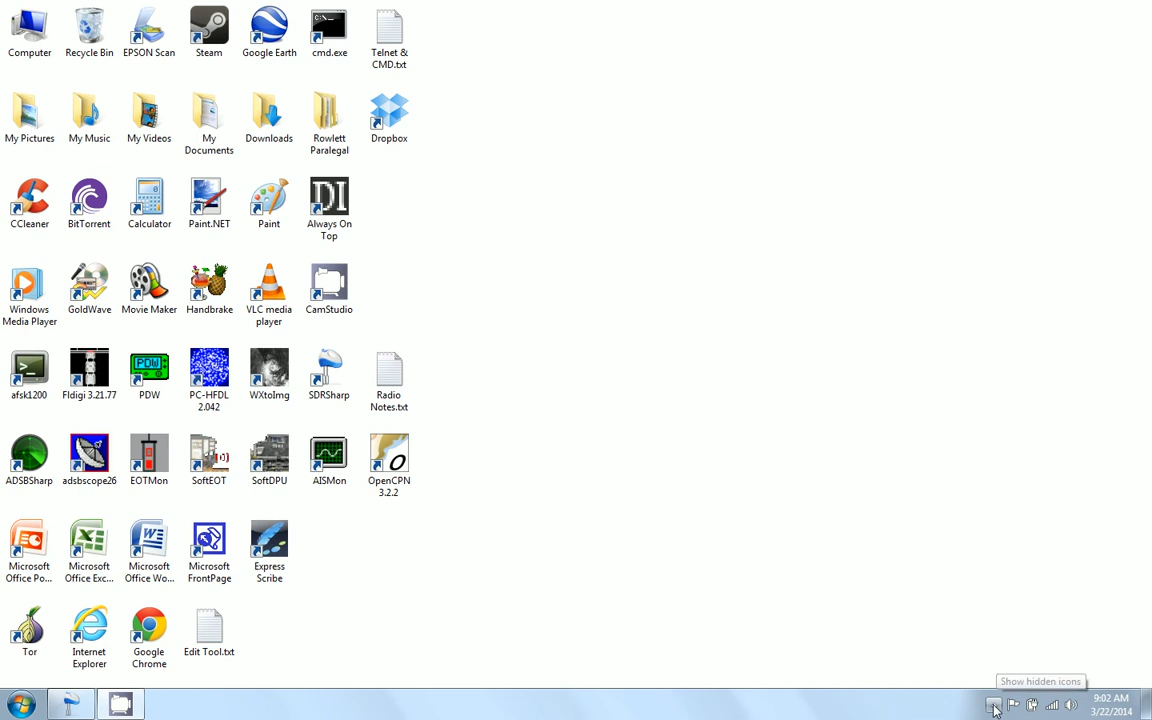 Computer
Recycle Bin
EPSON Scan
Steam
Google Earth
C:\_
cmd.exe
Telnet &
CMD.txt
My Pictures
My Music
My Videos
My
Documents
Downloads
Rowlett
Paralegal
Dropbox
CCleaner
BitTorrent
Calculator
Paint.NET
Paint
DI
Always On
Top
Windows
Media Player
GoldWave
Movie Maker
Handbrake
VLC media
player
CamStudio
afsk1200
Fldigi 3.21.77
PDW
PDW
PC-HFDL
2.042
WXtoImg
SDRSharp
Radio
Notes.txt
ADSBSharp
adsbscope26
EOTMon
SoftEOT
SoftDPU
AISMon
OpenCPN
3.2.2
Microsoft
Office Po...
Microsoft
Office Exc...
Microsoft
Office Wo...
Microsoft
FrontPage
Express
Scribe
Tor
Internet
Explorer
Google
Chrome
Edit Tool.txt
Show hidden icons
9:02 AM
3/22/2014